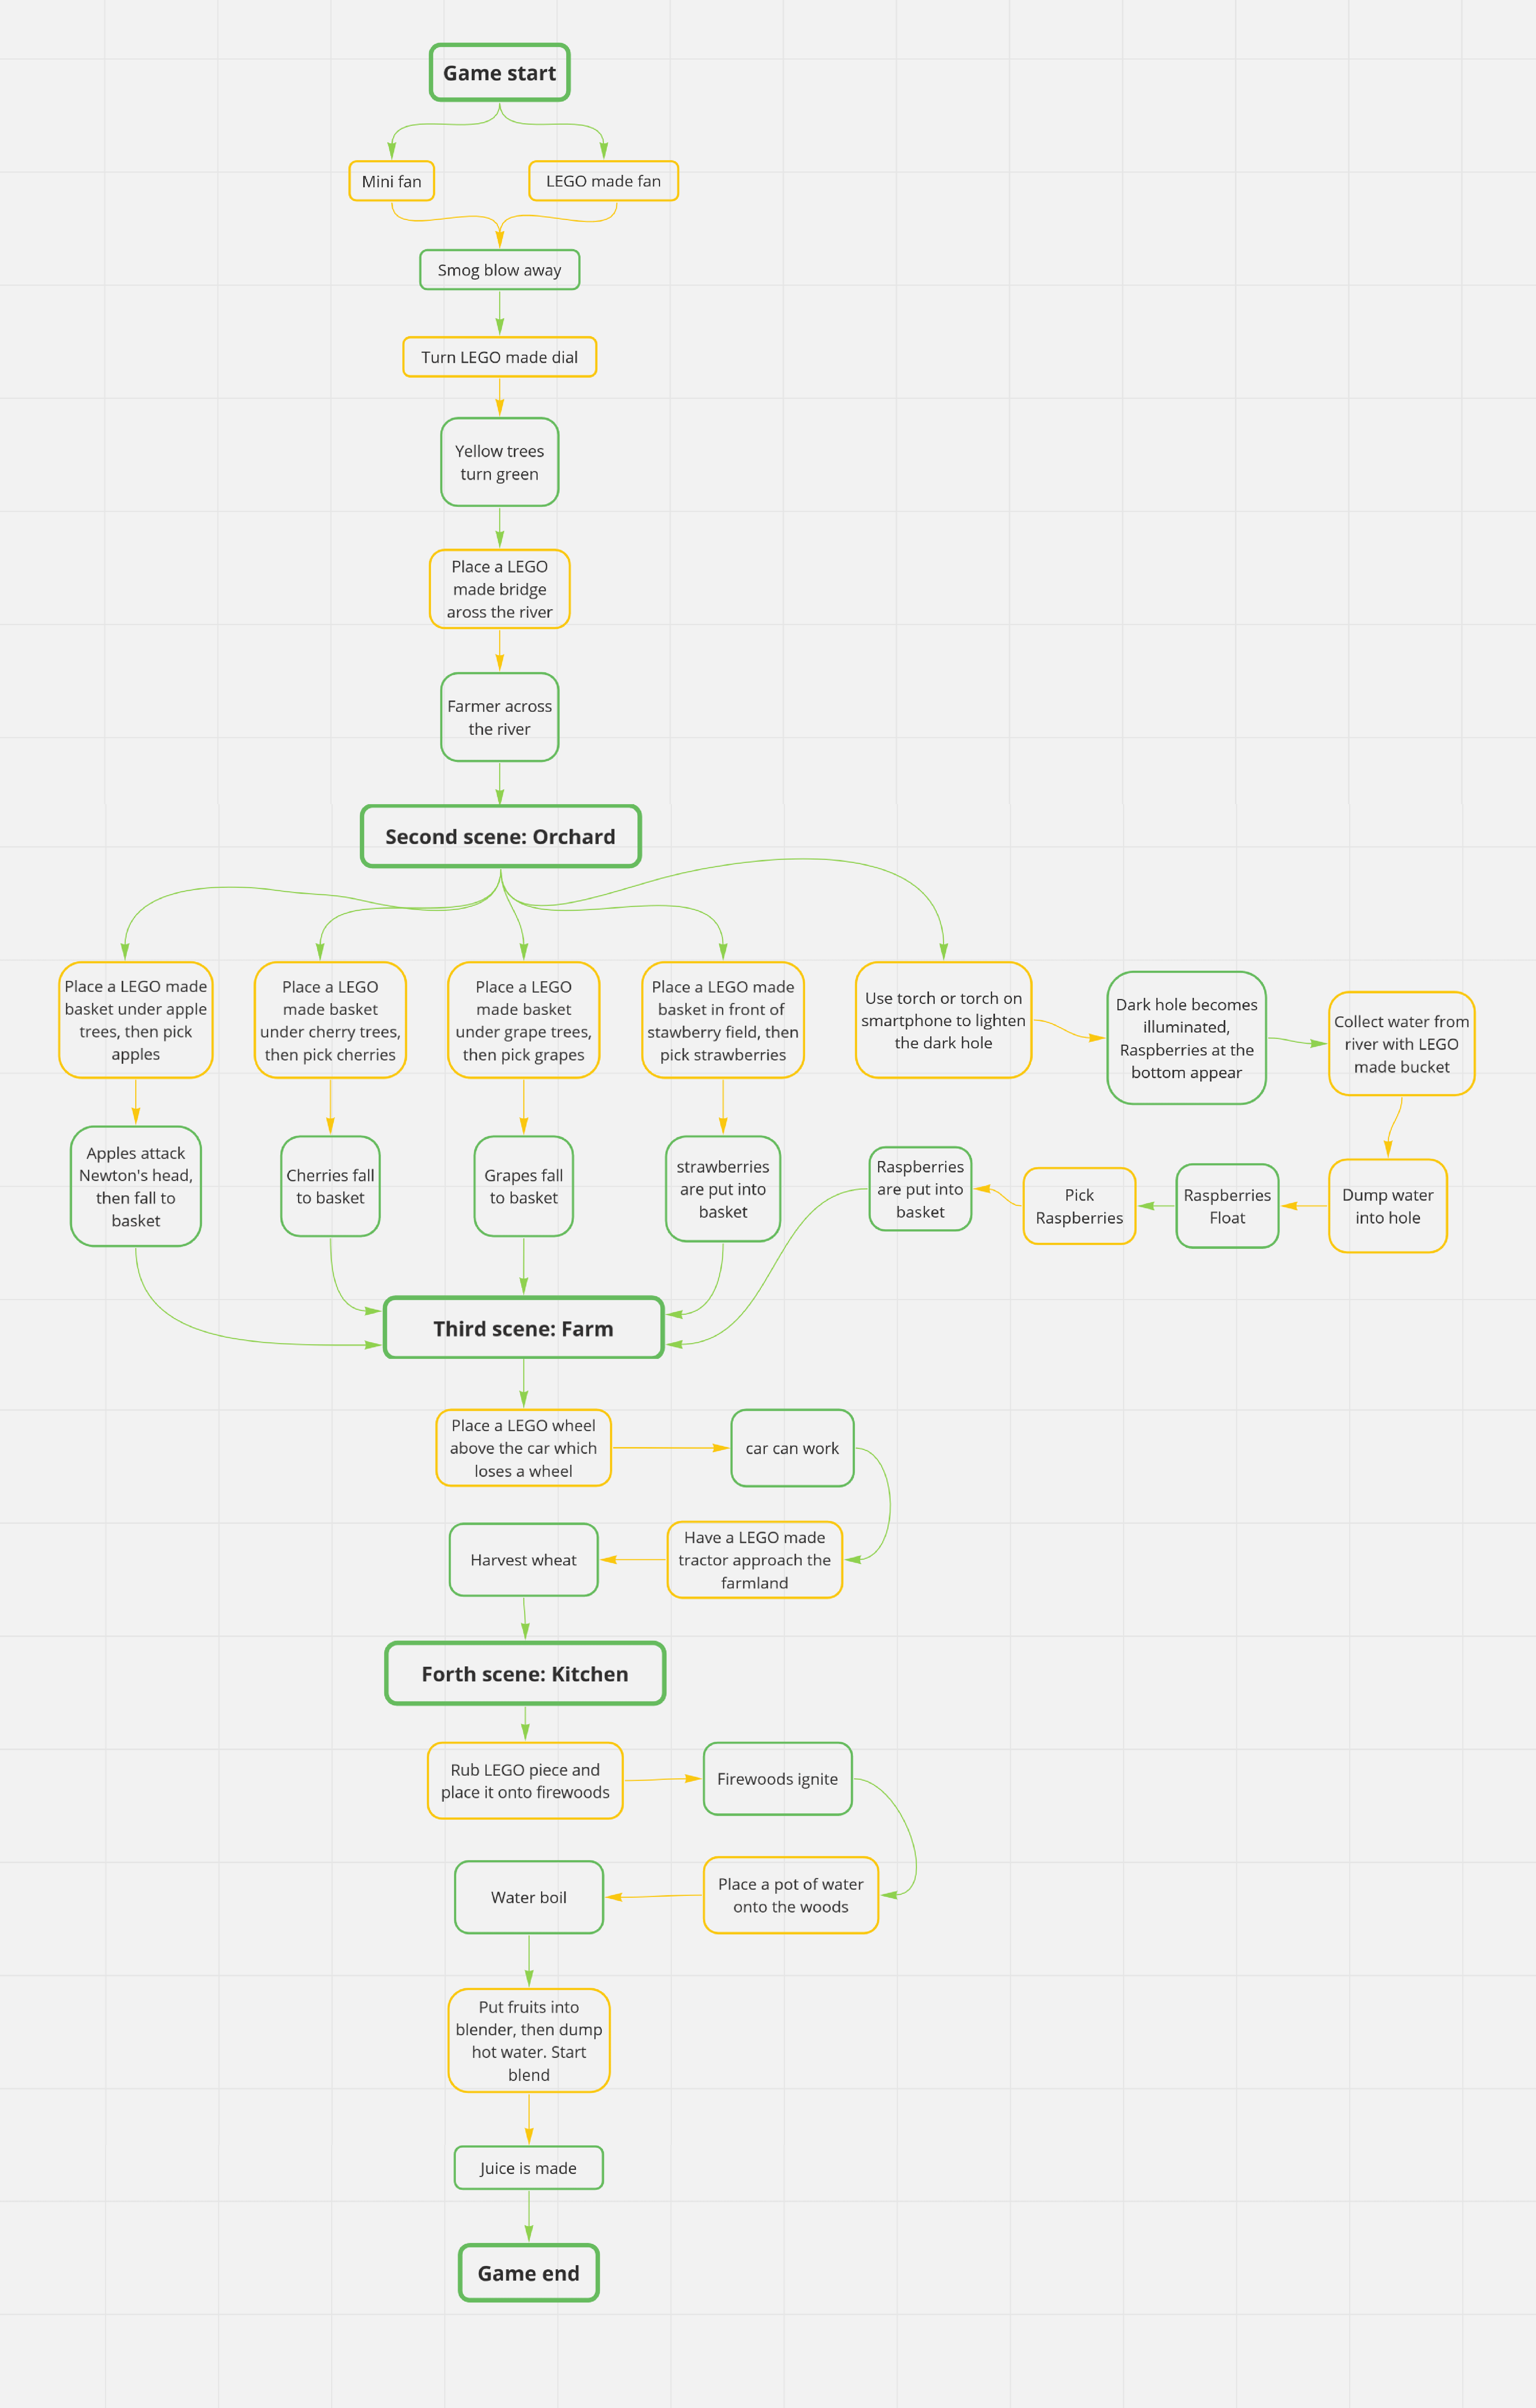 Game start
Mini fan
LEGO made fan
Smog blow away
Turn LEGO made dial
Yellow trees
turn green
Place a LEGO
made bridge
aross the river
Farmer across
the river
Second scene: Orchard
Place a LEGO made
basket under apple
trees, then pick
apples
Place a LEGO
made basket
under cherry trees,
then pick cherries
Place a LEGO
made basket
under grape trees,
then pick grapes
Place a LEGO made
basket in front of
stawberry field, then
pick strawberries
Use torch or torch on
smartphone to lighten
the dark hole
Dark hole becomes
illuminated,
Raspberries at the
bottom appear
Collect water from
river with LEGO
made bucket
Apples attack
Newton's head,
then fall to
basket
Cherries fall
to basket
Grapes fall
to basket
strawberries
are put into
basket
Raspberries
are put into
basket
Pick
Raspberries
Raspberries
Float
Dump water
into hole
Third scene: Farm
Place a LEGO wheel
above the car which
loses a wheel
car can work
Harvest wheat
Have a LEGO made
tractor approach the
farmland
Forth scene: Kitchen
Rub LEGO piece and
place it onto firewoods
Firewoods ignite
Water boil
Place a pot of water
onto the woods
Put fruits into
blender, then dump
hot water. Start
blend
Juice is made
Game end